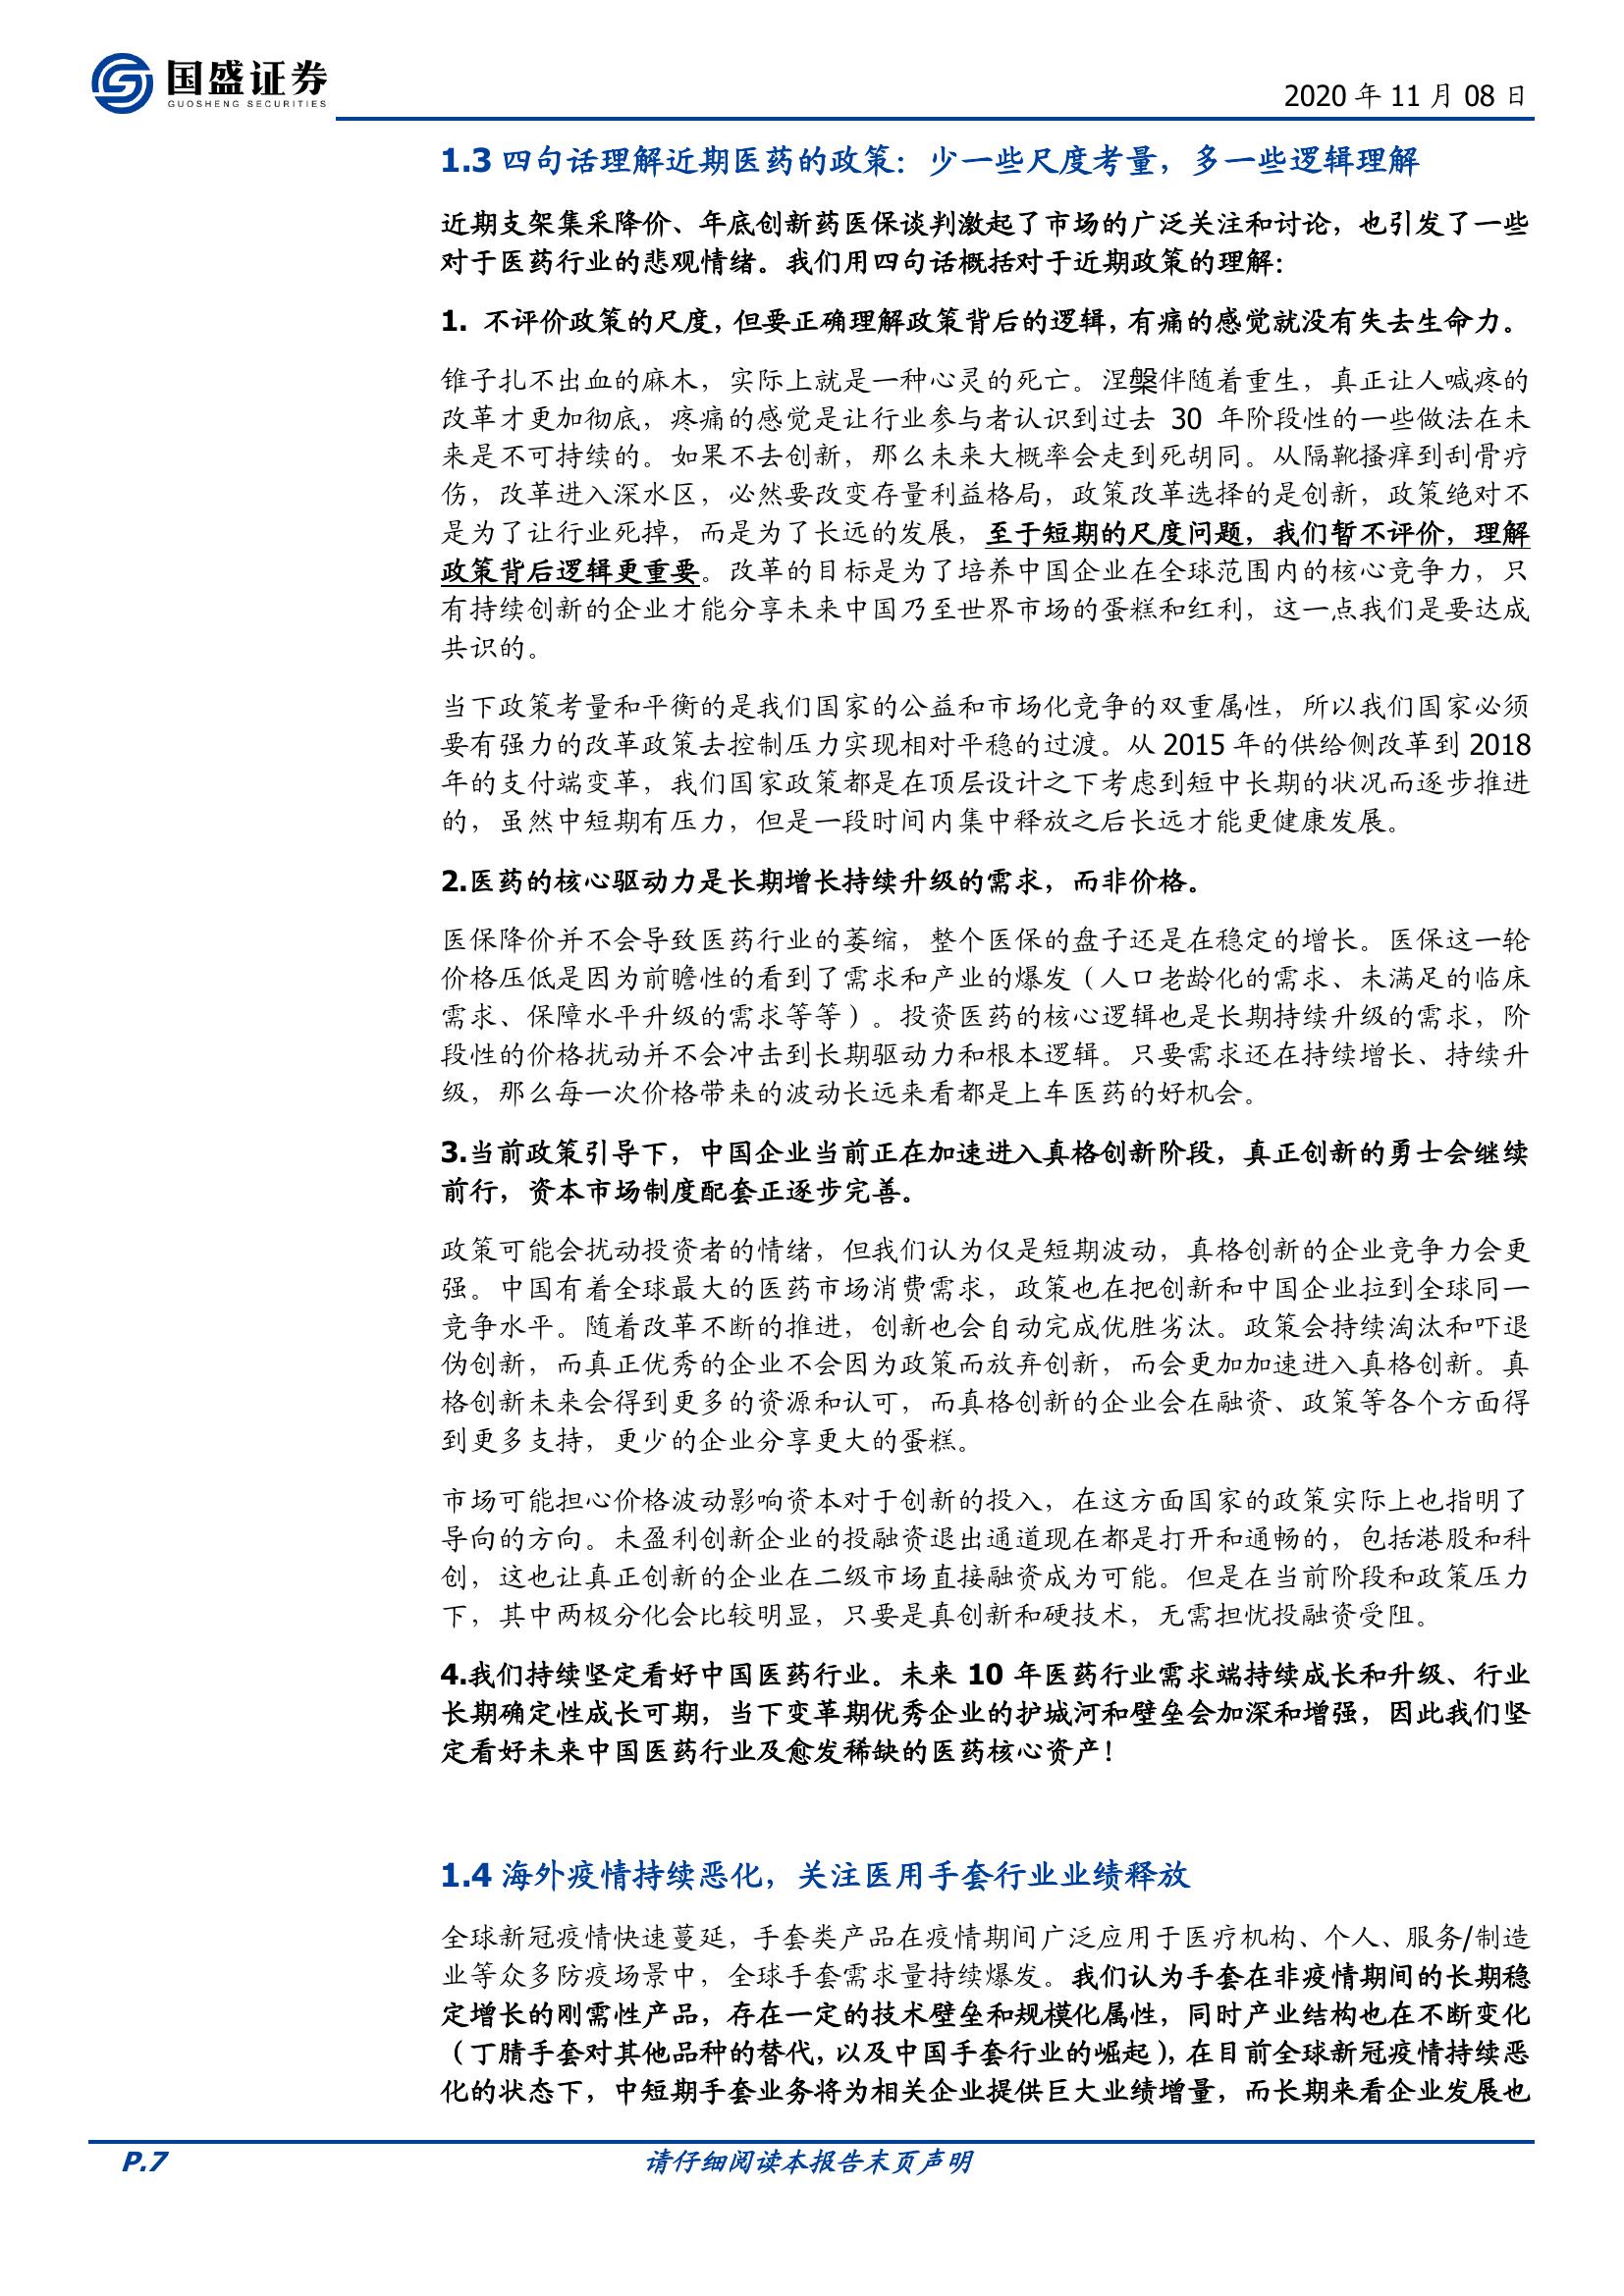 国盛证券
GUOSHENG SECURITIES
2020 年 11 月 08 日
1.3 四句话理解近期医药的政策：少一些尺度考量，多一些逻辑理解
近期支架集采降价、年底创新药医保谈判激起了市场的广泛关注和讨论，也引发了一些
对于医药行业的悲观情绪。我们用四句话概括对于近期政策的理解：
1. 不评价政策的尺度，但要正确理解政策背后的逻辑，有痛的感觉就没有失去生命力。
锥子扎不出血的麻木，实际上就是一种心灵的死亡。涅槃伴随着重生，真正让人喊疼的
改革才更加彻底，疼痛的感觉是让行业参与者认识到过去 30 年阶段性的一些做法在未
来是不可持续的。如果不去创新，那么未来大概率会走到死胡同。从隔靴搔痒到刮骨疗
伤，改革进入深水区，必然要改变存量利益格局，政策改革选择的是创新，政策绝对不
是为了让行业死掉，而是为了长远的发展，至于短期的尺度问题，我们暂不评价，理解
政策背后逻辑更重要。改革的目标是为了培养中国企业在全球范围内的核心竞争力，只
有持续创新的企业才能分享未来中国乃至世界市场的蛋糕和红利，这一点我们是要达成
共识的。
当下政策考量和平衡的是我们国家的公益和市场化竞争的双重属性，所以我们国家必须
要有强力的改革政策去控制压力实现相对平稳的过渡。从 2015 年的供给侧改革到 2018
年的支付端变革，我们国家政策都是在顶层设计之下考虑到短中长期的状况而逐步推进
的，虽然中短期有压力，但是一段时间内集中释放之后长远才能更健康发展。
2.医药的核心驱动力是长期增长持续升级的需求，而非价格。
医保降价并不会导致医药行业的萎缩，整个医保的盘子还是在稳定的增长。医保这一轮
价格压低是因为前瞻性的看到了需求和产业的爆发（人口老龄化的需求、未满足的临床
需求、保障水平升级的需求等等）。投资医药的核心逻辑也是长期持续升级的需求，阶
段性的价格扰动并不会冲击到长期驱动力和根本逻辑。只要需求还在持续增长、持续升
级，那么每一次价格带来的波动长远来看都是上车医药的好机会。
3.当前政策引导下，中国企业当前正在加速进入真格创新阶段，真正创新的勇士会继续
前行，资本市场制度配套正逐步完善。
政策可能会扰动投资者的情绪，但我们认为仅是短期波动，真格创新的企业竞争力会更
强。中国有着全球最大的医药市场消费需求，政策也在把创新和中国企业拉到全球同一
竞争水平。随着改革不断的推进，创新也会自动完成优胜劣汰。政策会持续淘汰和吓退
伪创新，而真正优秀的企业不会因为政策而放弃创新，而会更加加速进入真格创新。真
格创新未来会得到更多的资源和认可，而真格创新的企业会在融资、政策等各个方面得
到更多支持，更少的企业分享更大的蛋糕。
市场可能担心价格波动影响资本对于创新的投入，在这方面国家的政策实际上也指明了
导向的方向。未盈利创新企业的投融资退出通道现在都是打开和通畅的，包括港股和科
创，这也让真正创新的企业在二级市场直接融资成为可能。但是在当前阶段和政策压力
下，其中两极分化会比较明显，只要是真创新和硬技术，无需担忧投融资受阻。
4.我们持续坚定看好中国医药行业。未来 10 年医药行业需求端持续成长和升级、行业
长期确定性成长可期，当下变革期优秀企业的护城河和壁垒会加深和增强，因此我们坚
定看好未来中国医药行业及愈发稀缺的医药核心资产！
1.4 海外疫情持续恶化，关注医用手套行业业绩释放
全球新冠疫情快速蔓延，手套类产品在疫情期间广泛应用于医疗机构、个人、服务/制造
业等众多防疫场景中，全球手套需求量持续爆发。我们认为手套在非疫情期间的长期稳
定增长的刚需性产品，存在一定的技术壁垒和规模化属性，同时产业结构也在不断变化
（丁腈手套对其他品种的替代，以及中国手套行业的崛起），在目前全球新冠疫情持续恶
化的状态下，中短期手套业务将为相关企业提供巨大业绩增量，而长期来看企业发展也
P.7
请仔细阅读本报告末页声明